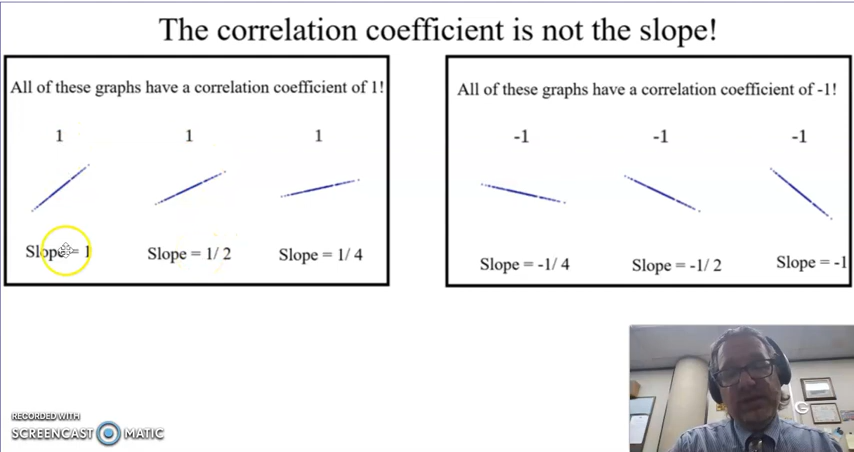 The correlation coefficient is not the slope!
All of these graphs have a correlation coefficient of 1!
1 1 1
Slope = 1 Slope = 1/ 2 Slope = 1/ 4
All of these graphs have a correlation coefficient of -1!
-1 -1 -1
Slope = -1/ 4 Slope = -1/ 2 Slope = -1
RECORDED WITH
SCREENCAST MATIC
G